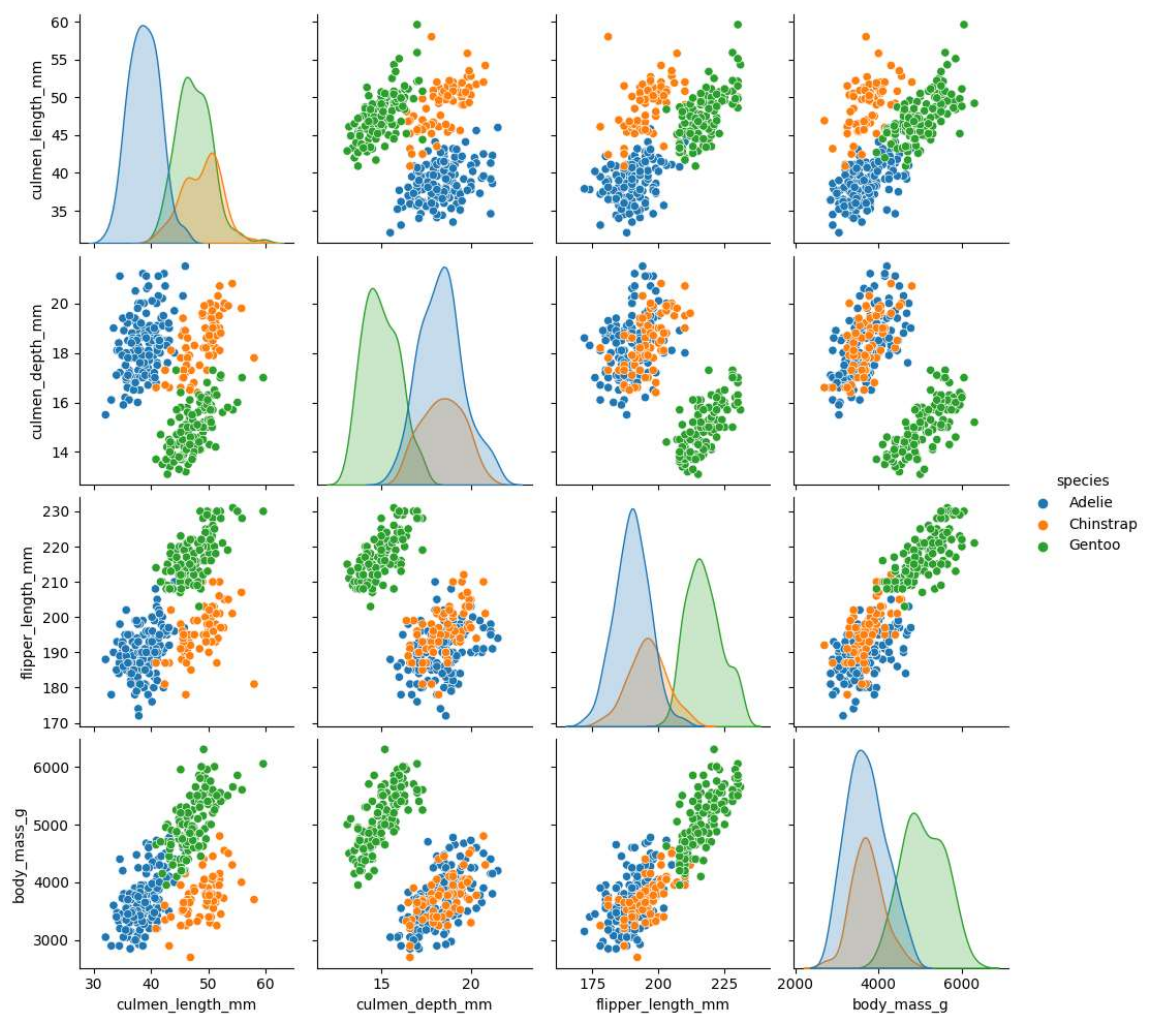 60
55
50
45
40
35
culmen_length_mm
20
18
16
14
culmen_depth_mm
species
Adelie
Chinstrap
Gentoo
230
220
210
200
190
180
170
flipper_length_mm
6000
5000
4000
3000
body_mass_g
30 40 50 60 15 20 175 200 225 2000 4000 6000
culmen_length_mm culmen_depth_mm flipper_length_mm body_mass_g